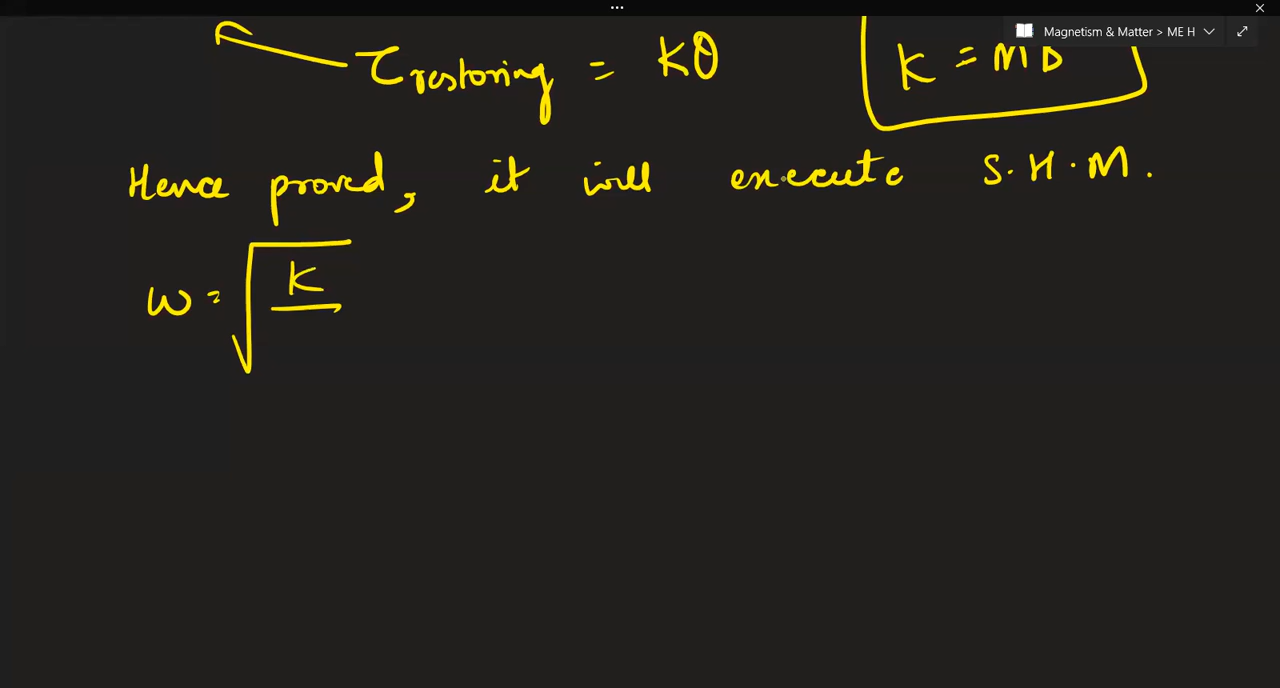 Magnetism & Matter > ME H
τrestoring = Kθ
K = MB
Hence proved, it will execute S.H.M.
ω = √K